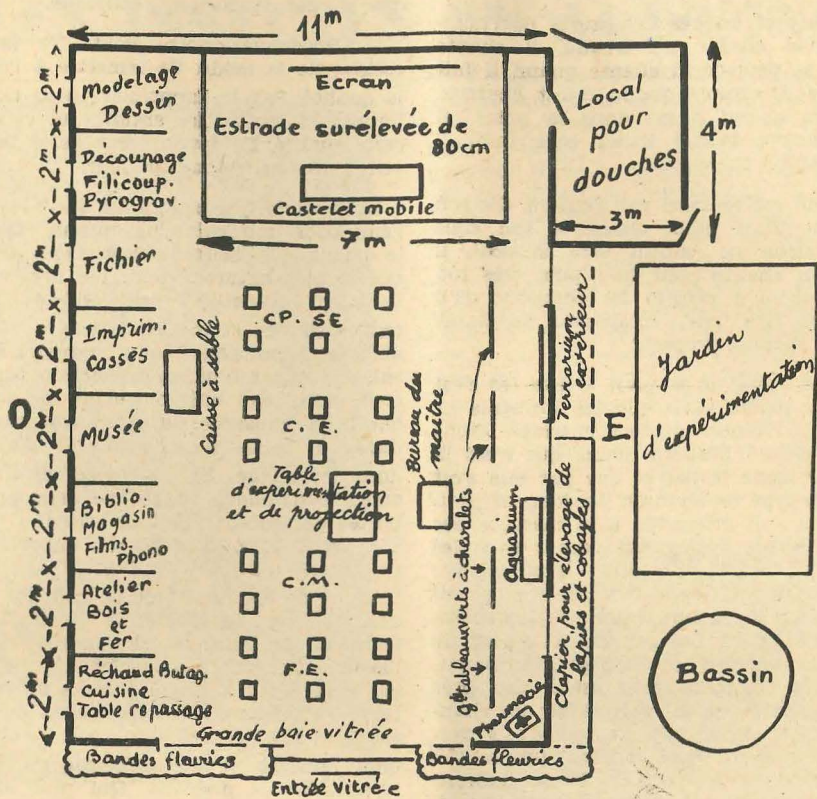 11m
Modelage
Dessin
Découpage
Filicoup.
Pyrograv
Fichier
Imprim.
Casses
Musée
Biblio.
Magasin
Films.
Phono
Atelier
Bois
et
Fer
Réchaud Butag.
Cuisine
Table repassage
2m -x- 2m -x- 2m -x- 2m -x- 2m -x- 2m -x- 2m -x- 2m
O
Ecran
Estrade surélevée de
80cm
Castelet mobile
7m
Local
pour
douches
4m
3m
CP. SE
Caisse à sable
C. E.
Table
d'expérimentation
et de projection
Bureau du
maître
C.M.
F.E.
gds tableaux verts à chevalets
Aquarium
Pharmacie
Terrarium
extérieur
E
Clapier pour élevage de
lapins et cobayes
Jardin
d'expérimentation
Bassin
Grande baie vitrée
Bandes fleuries
Bandes fleuries
Entrée vitrée